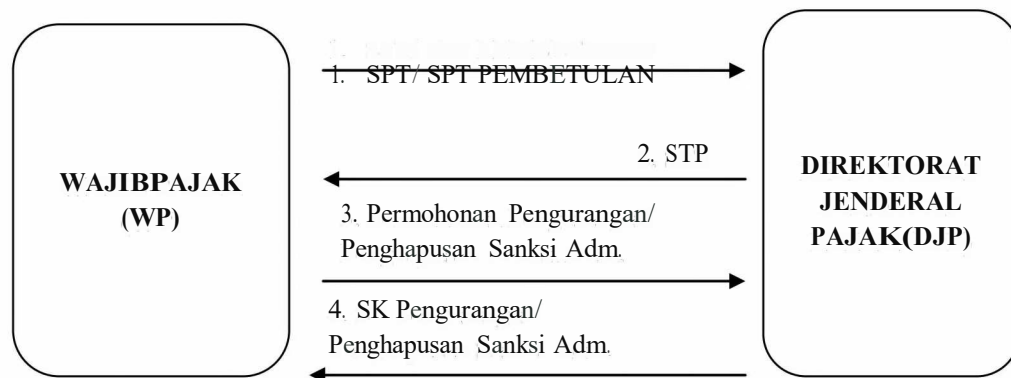 1. SPT/ SPT PEMBETULAN
2. STP
WAJIBPAJAK
(WP)
DIREKTORAT
JENDERAL
PAJAK(DJP)
3. Permohonan Pengurangan/
Penghapusan Sanksi Adm.
4. SK Pengurangan/
Penghapusan Sanksi Adm.